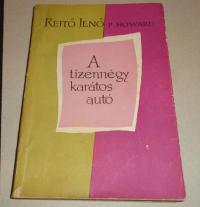 REJTŐ JENŐ P. HOWARD
A
tizennégy
karátos
autó